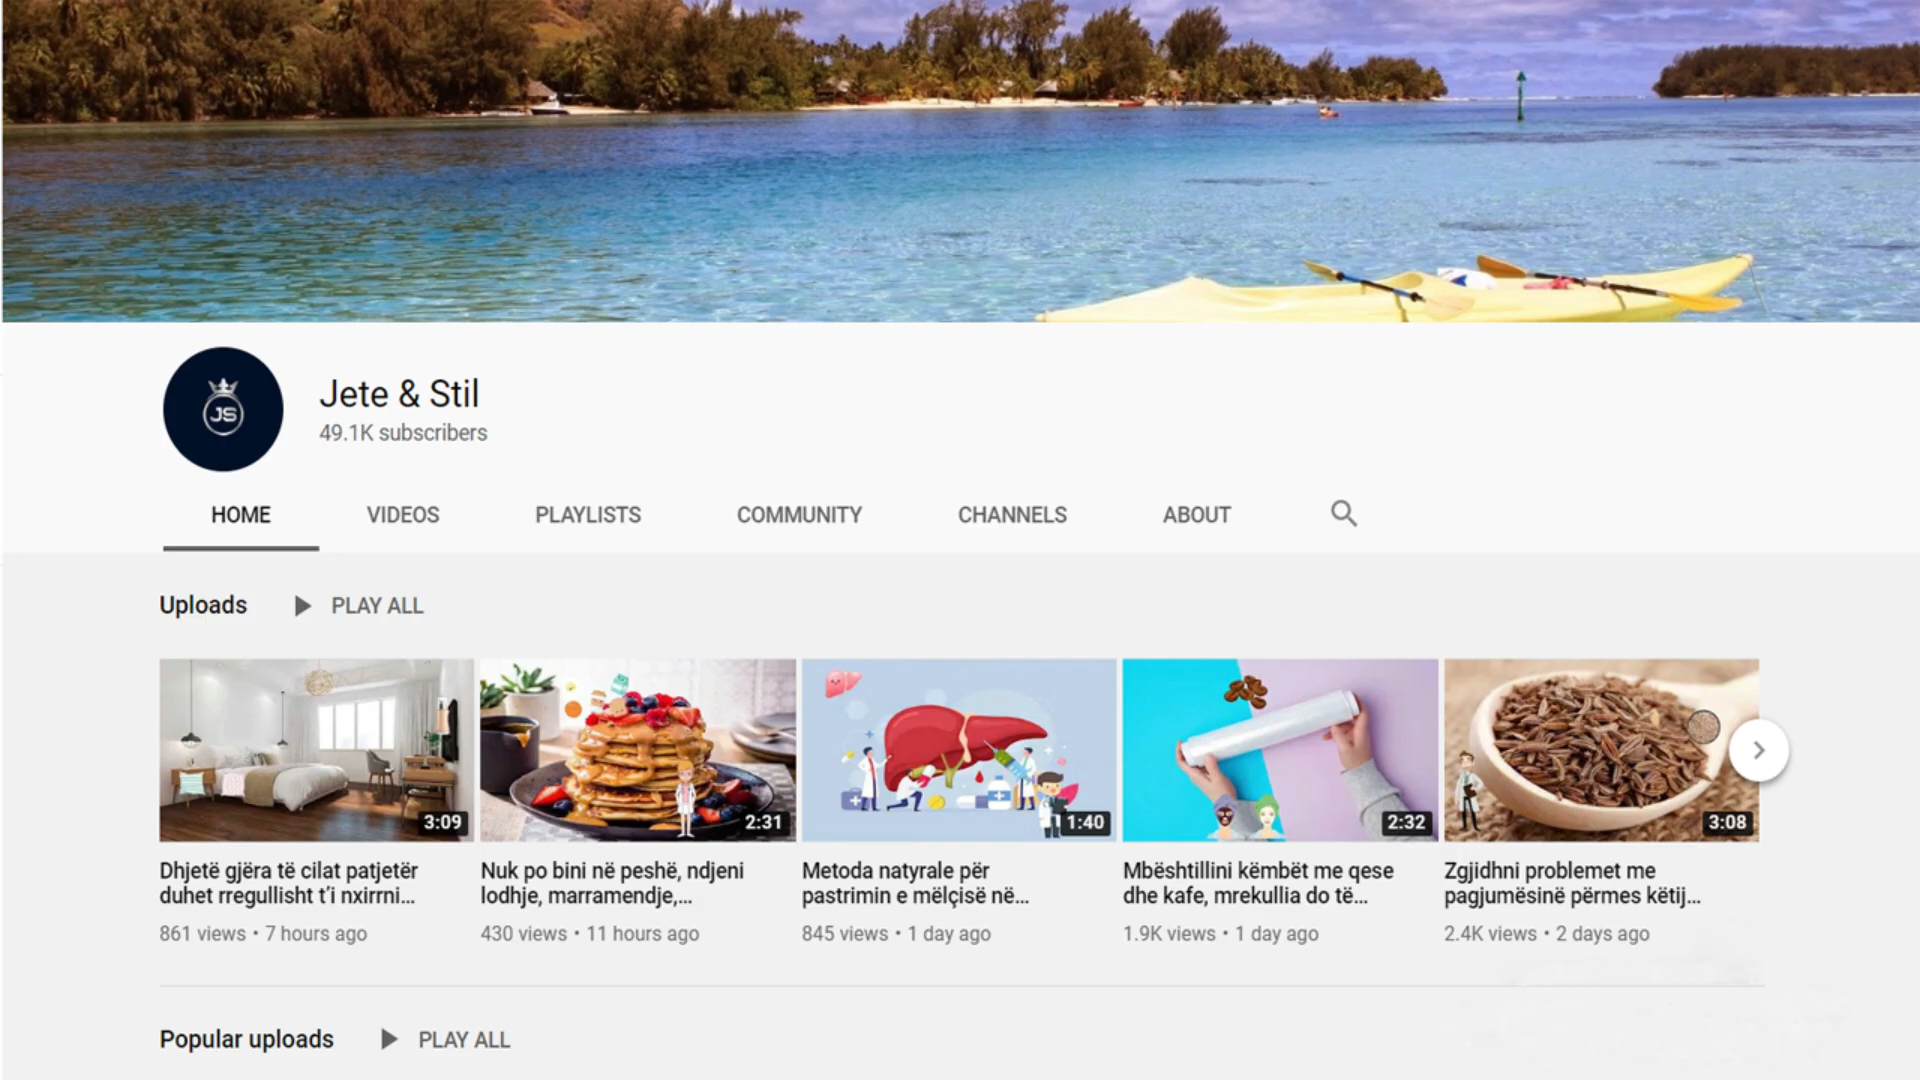 JS
Jete & Stil
49.1K subscribers
HOME VIDEOS PLAYLISTS COMMUNITY CHANNELS ABOUT
Uploads PLAY ALL
3:09 2:31 1:40 2:32 3:08
Dhjetë gjëra të cilat patjetër
duhet rregullisht t’i nxirrni...
861 views • 7 hours ago
Nuk po bini në peshë, ndjeni
lodhje, marramendje,...
430 views • 11 hours ago
Metoda natyrale për
pastrimin e mëlçisë në...
845 views • 1 day ago
Mbështillini këmbët me qese
dhe kafe, mrekullia do të...
1.9K views • 1 day ago
Zgjidhni problemet me
pagjumësinë përmes këtij...
2.4K views • 2 days ago
Popular uploads PLAY ALL